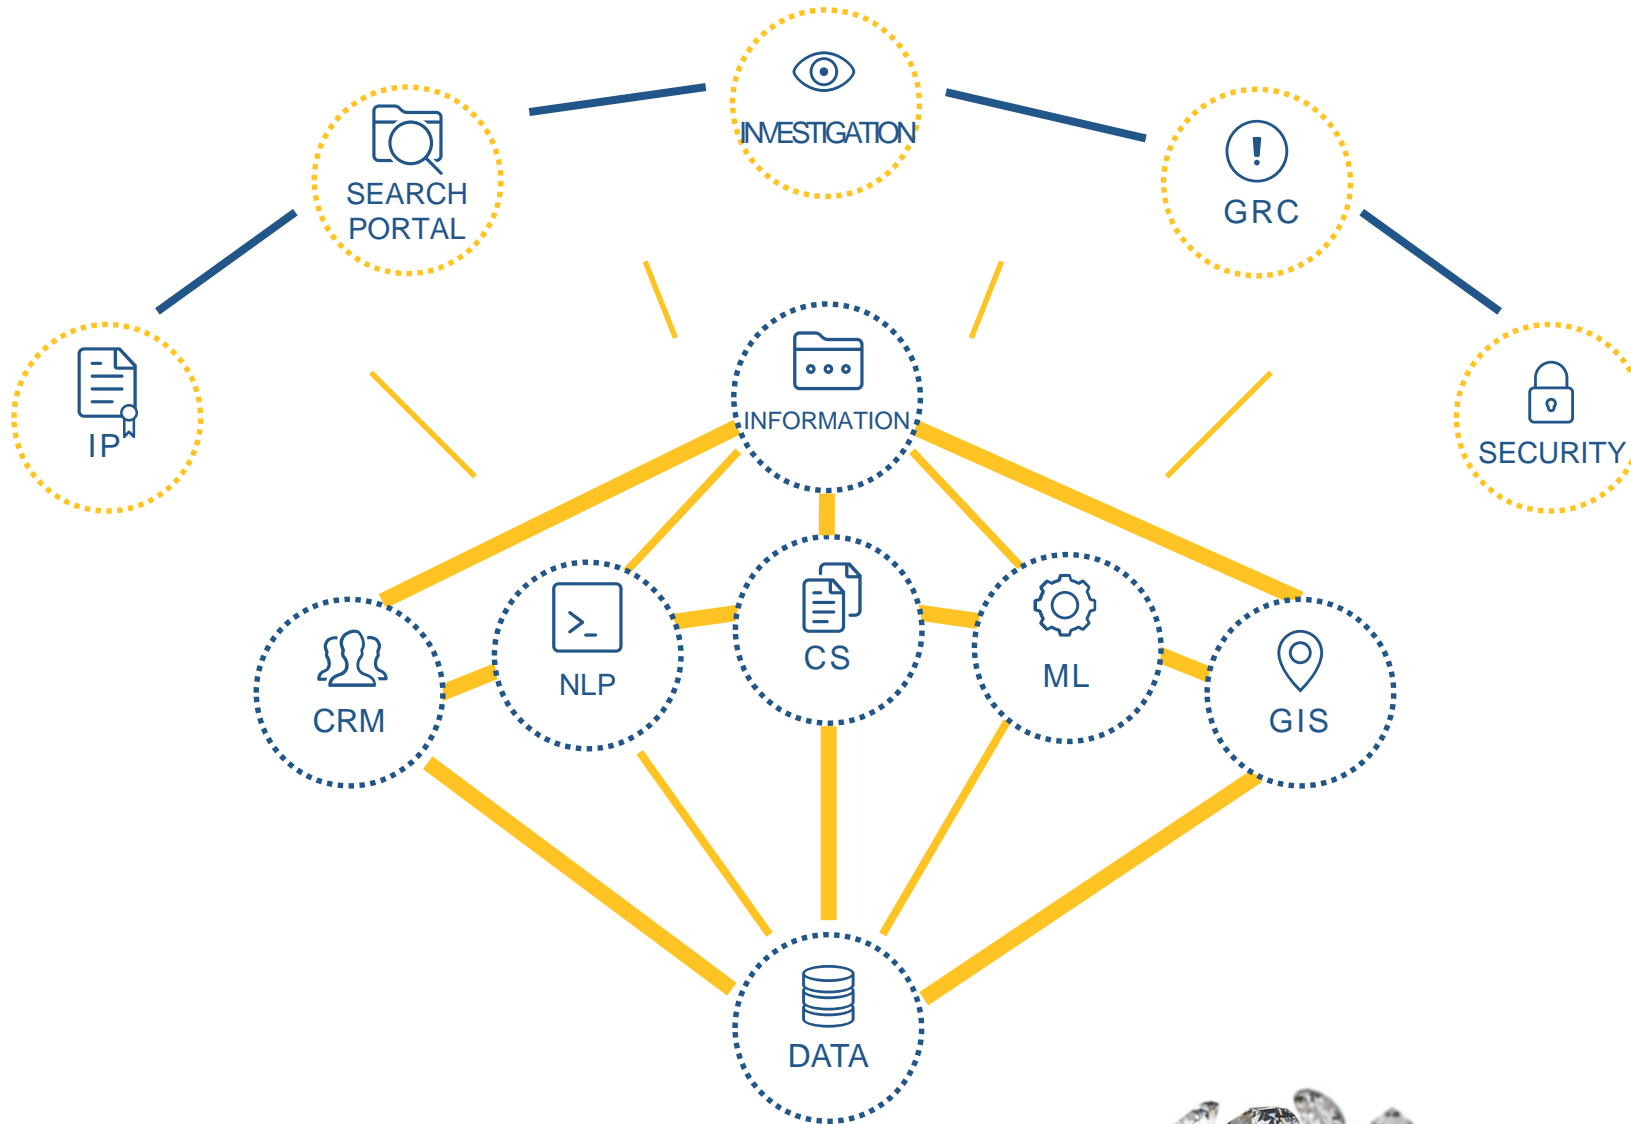 INVESTIGATION
SEARCH
PORTAL
GRC
IP
INFORMATION
SECURITY
CRM
NLP
CS
ML
GIS
DATA